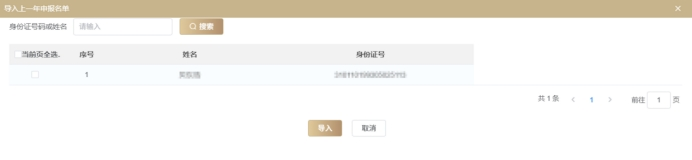 导入上一年申报名单
身份证号码或姓名 请输入 搜索
当前页全选. 序号 姓名 身份证号
1
共 1 条 < 1 > 前往 1 页
导入 取消